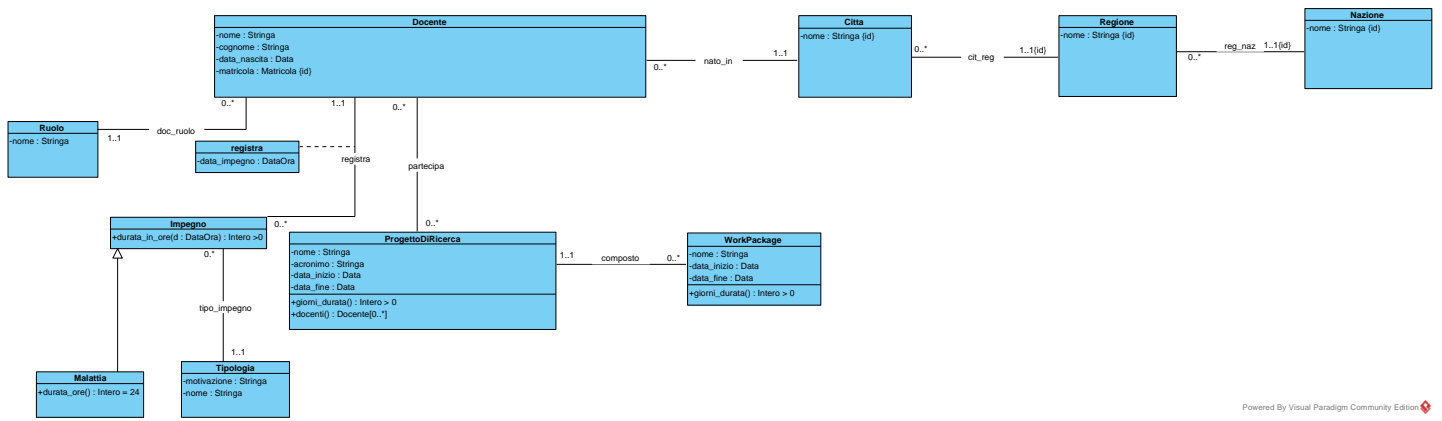 Docente
-nome : Stringa
-cognome : Stringa
-data_nascita : Data
-matricola : Matricola {id}
Citta
-nome : Stringa {id}
Regione
-nome : Stringa {id}
Nazione
-nome : Stringa {id}
0..*
nato_in
1..1
0..*
cit_reg
1..1{id}
0..*
reg_naz
1..1{id}
0..*
1..1
0..*
Ruolo
-nome : Stringa
1..1
doc_ruolo
registra
-data_impegno : DataOra
registra
partecipa
Impegno
+durata_in_ore(d : DataOra) : Intero >0
0..*
0..*
0.*
ProgettoDiRicerca
-nome : Stringa
-acronimo : Stringa
-data_inizio : Data
-data_fine : Data
+giorni_durata() : Intero > 0
+docenti() : Docente[0..*]
1..1
composto
0..*
WorkPackage
-nome : Stringa
-data_inizio : Data
-data_fine : Data
+giorni_durata() : Intero > 0
tipo_impegno
1..1
Malattia
+durata_ore() : Intero = 24
Tipologia
-motivazione : Stringa
-nome : Stringa
Powered By Visual Paradigm Community Edition